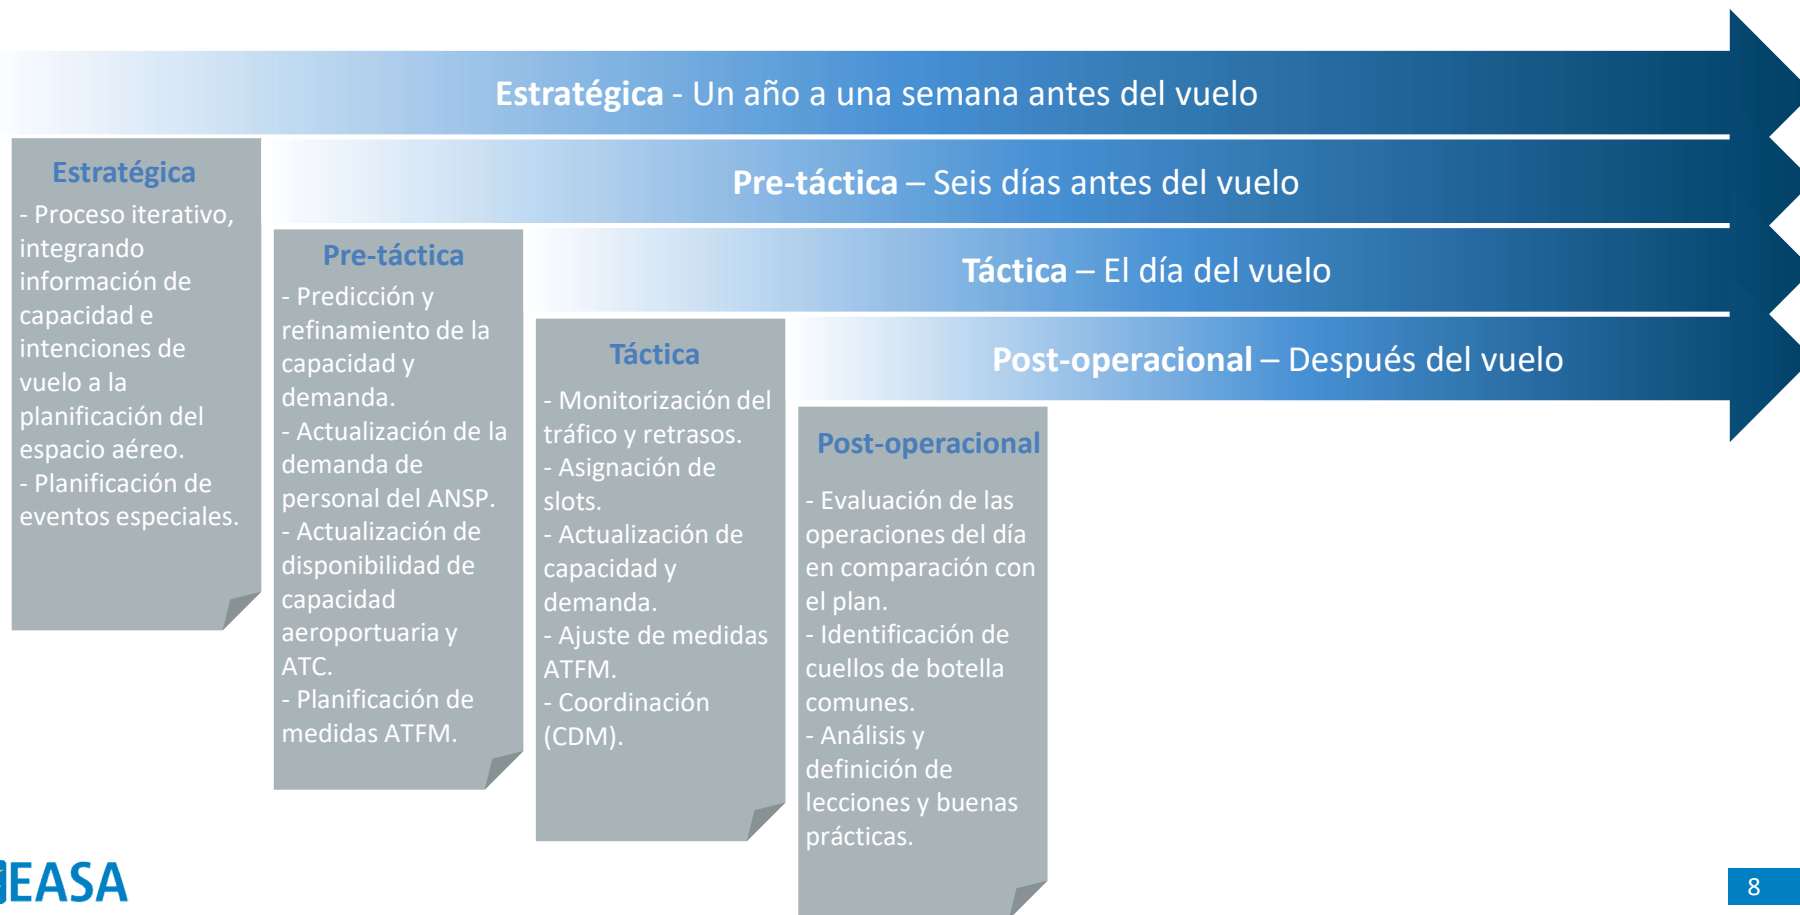 Estratégica - Un año a una semana antes del vuelo
Pre-táctica – Seis días antes del vuelo
Táctica – El día del vuelo
Post-operacional – Después del vuelo
Estratégica
- Proceso iterativo,
integrando
información de
capacidad e
intenciones de
vuelo a la
planificación del
espacio aéreo.
- Planificación de
eventos especiales.
Pre-táctica
- Predicción y
refinamiento de la
capacidad y
demanda.
- Actualización de la
demanda de
personal del ANSP.
- Actualización de
disponibilidad de
capacidad
aeroportuaria y
ATC.
- Planificación de
medidas ATFM.
Táctica
- Monitorización del
tráfico y retrasos.
- Asignación de
slots.
- Actualización de
capacidad y
demanda.
- Ajuste de medidas
ATFM.
- Coordinación
(CDM).
Post-operacional
- Evaluación de las
operaciones del día
en comparación con
el plan.
- Identificación de
cuellos de botella
comunes.
- Análisis y
definición de
lecciones y buenas
prácticas.
EASA
8